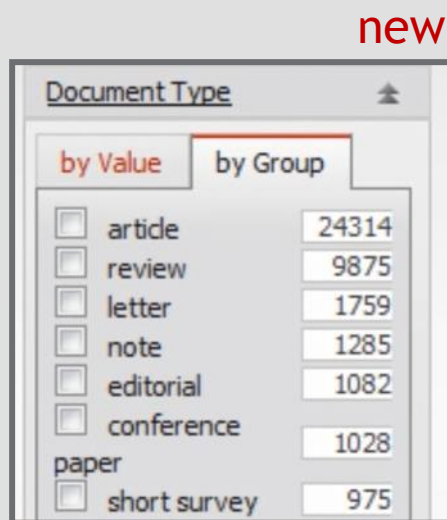 new
Document Type
by Value by Group
article 24314
review 9875
letter 1759
note 1285
editorial 1082
conference
paper 1028
short survey 975